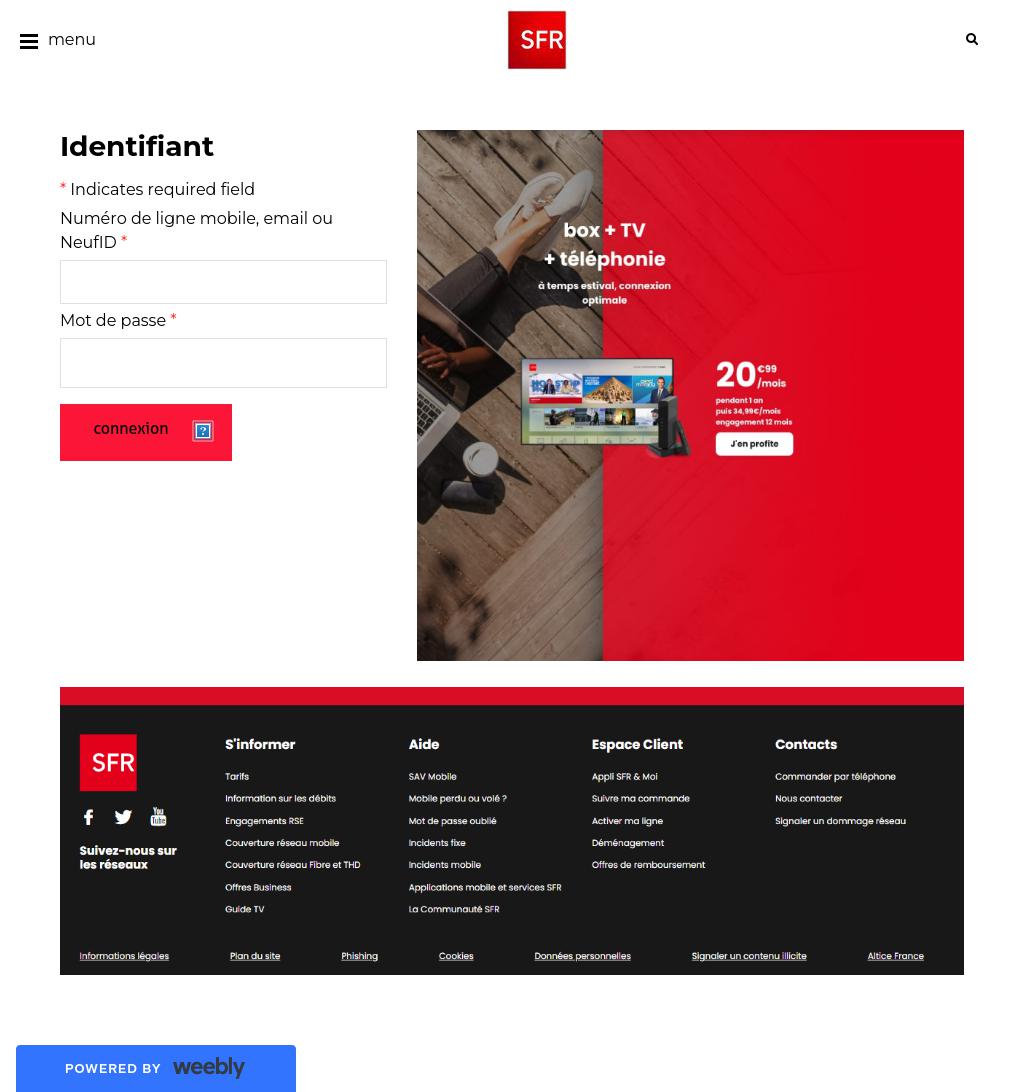 menu
SFR
Identifiant
* Indicates required field
Numéro de ligne mobile, email ou
NeufID *
Mot de passe *
connexion
box + TV
+ téléphonie
à temps estival, connexion
optimale
20€99
/mois
pendant 1 an
puis 34,99€/mois
engagement 12 mois
J'en profite
SFR
Suivez-nous sur
les réseaux
S'informer
Tarifs
Information sur les débits
Engagements RSE
Couverture réseau mobile
Couverture réseau Fibre et THD
Offres Business
Guide TV
Aide
SAV Mobile
Mobile perdu ou volé ?
Mot de passe oublié
Incidents fixe
Incidents mobile
Applications mobile et services SFR
La Communauté SFR
Espace Client
Appli SFR & Moi
Suivre ma commande
Activer ma ligne
Déménagement
Offres de remboursement
Contacts
Commander par téléphone
Nous contacter
Signaler un dommage réseau
Informations légales
Plan du site
Phishing
Cookies
Données personnelles
Signaler un contenu illicite
Altice France
POWERED BY weebly